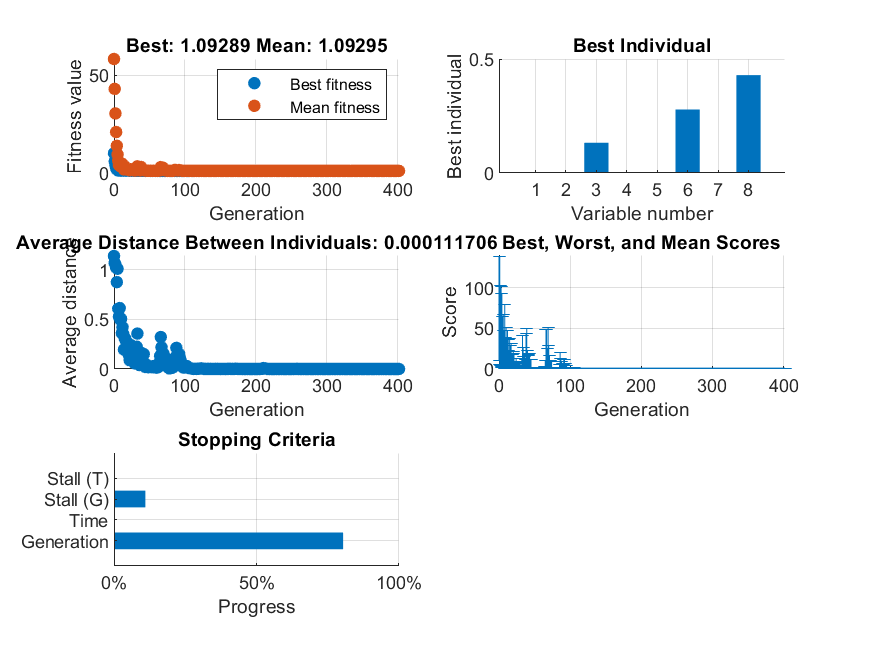 Best: 1.09289 Mean: 1.09295
Fitness value
50
0
Best fitness
Mean fitness
0 100 200 300 400
Generation
Best Individual
Best individual
0.5
0
1 2 3 4 5 6 7 8
Variable number
Average Distance Between Individuals: 0.000111706
Average distance
1
0.5
0
0 100 200 300 400
Generation
Best, Worst, and Mean Scores
Score
100
50
0
0 100 200 300 400
Generation
Stopping Criteria
Stall (T)
Stall (G)
Time
Generation
0% 50% 100%
Progress